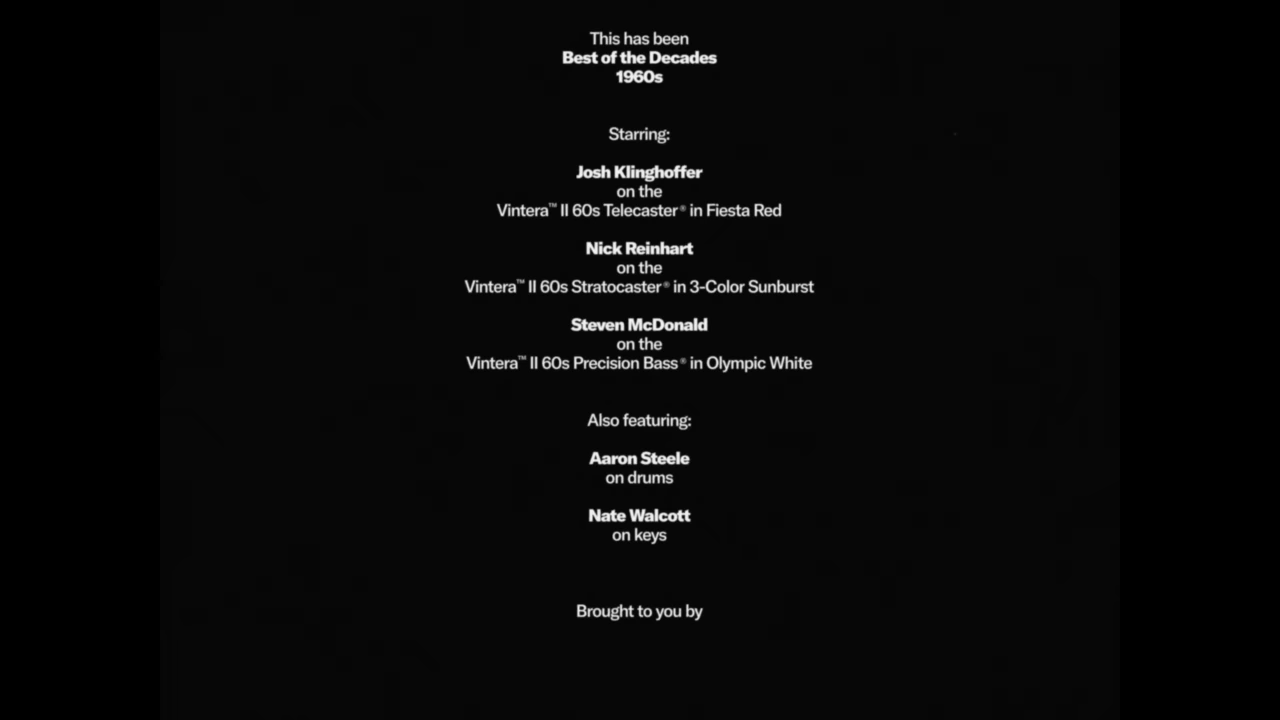 This has been
Best of the Decades
1960s
Starring:
Josh Klinghoffer
on the
Vintera™ II 60s Telecaster® in Fiesta Red
Nick Reinhart
on the
Vintera™ II 60s Stratocaster® in 3-Color Sunburst
Steven McDonald
on the
Vintera™ II 60s Precision Bass® in Olympic White
Also featuring:
Aaron Steele
on drums
Nate Walcott
on keys
Brought to you by